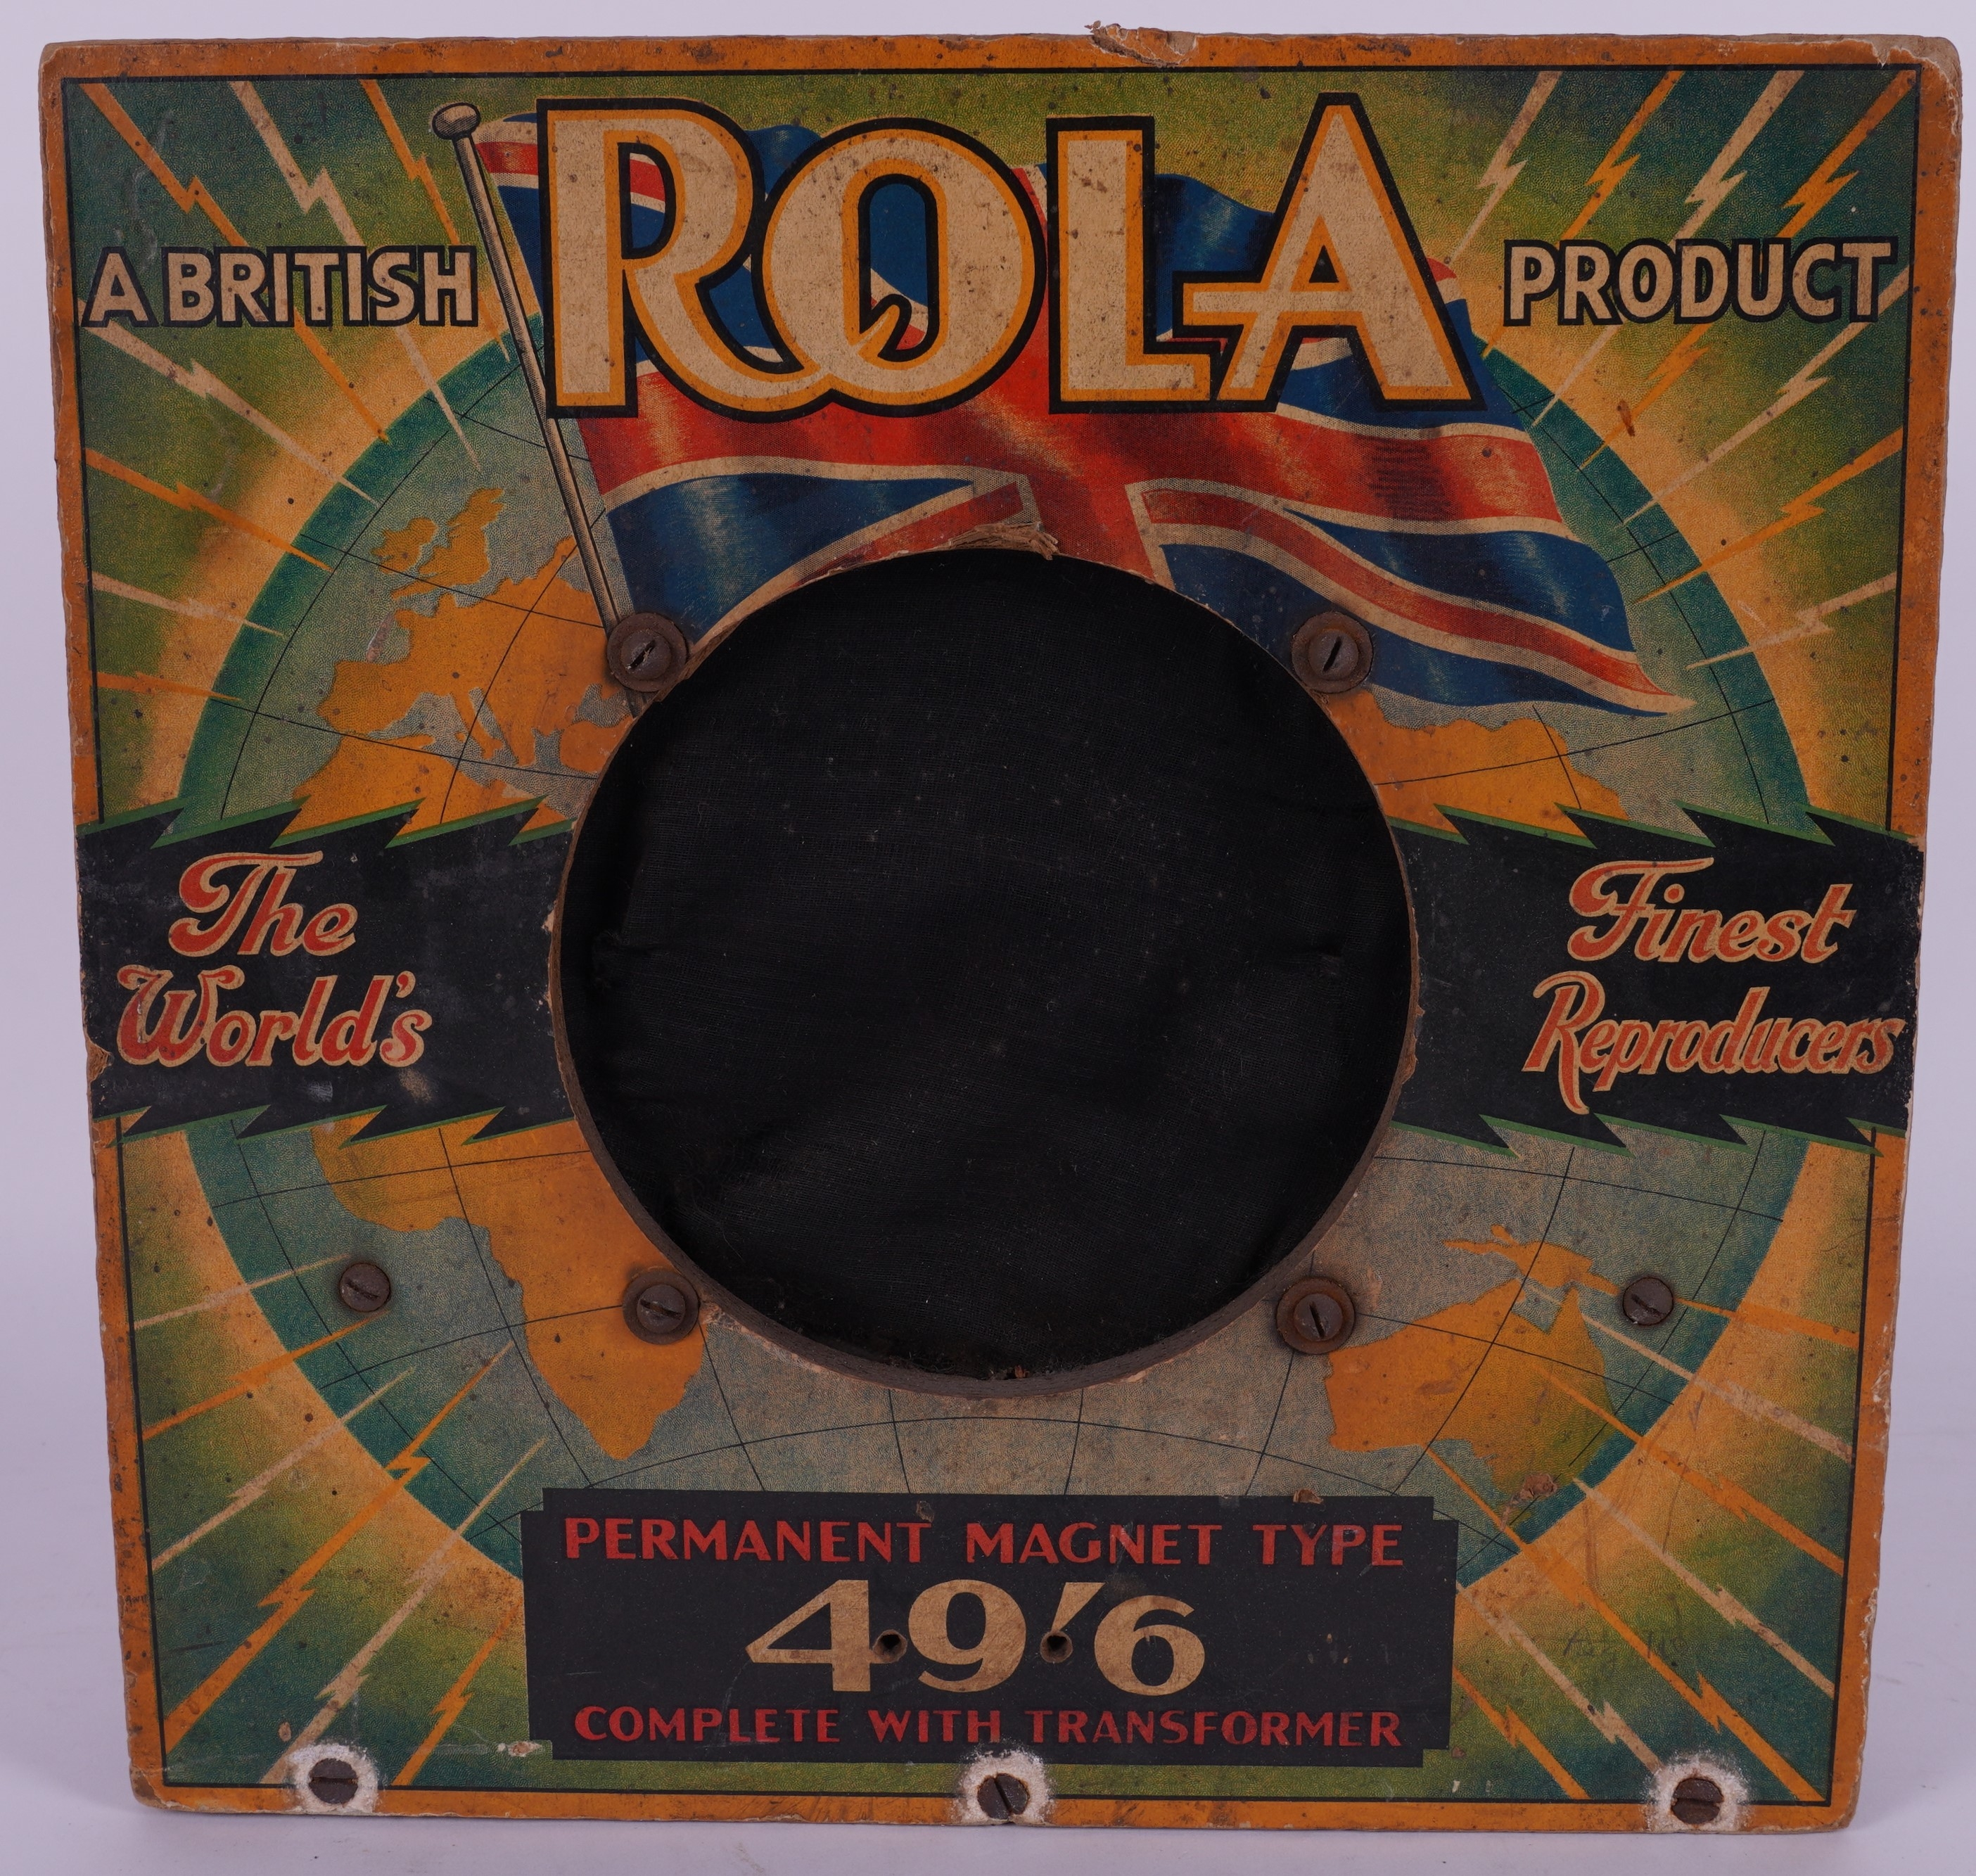 ROLA
A BRITISH PRODUCT
The World's
Finest Reproducers
PERMANENT MAGNET TYPE
49'6
COMPLETE WITH TRANSFORMER